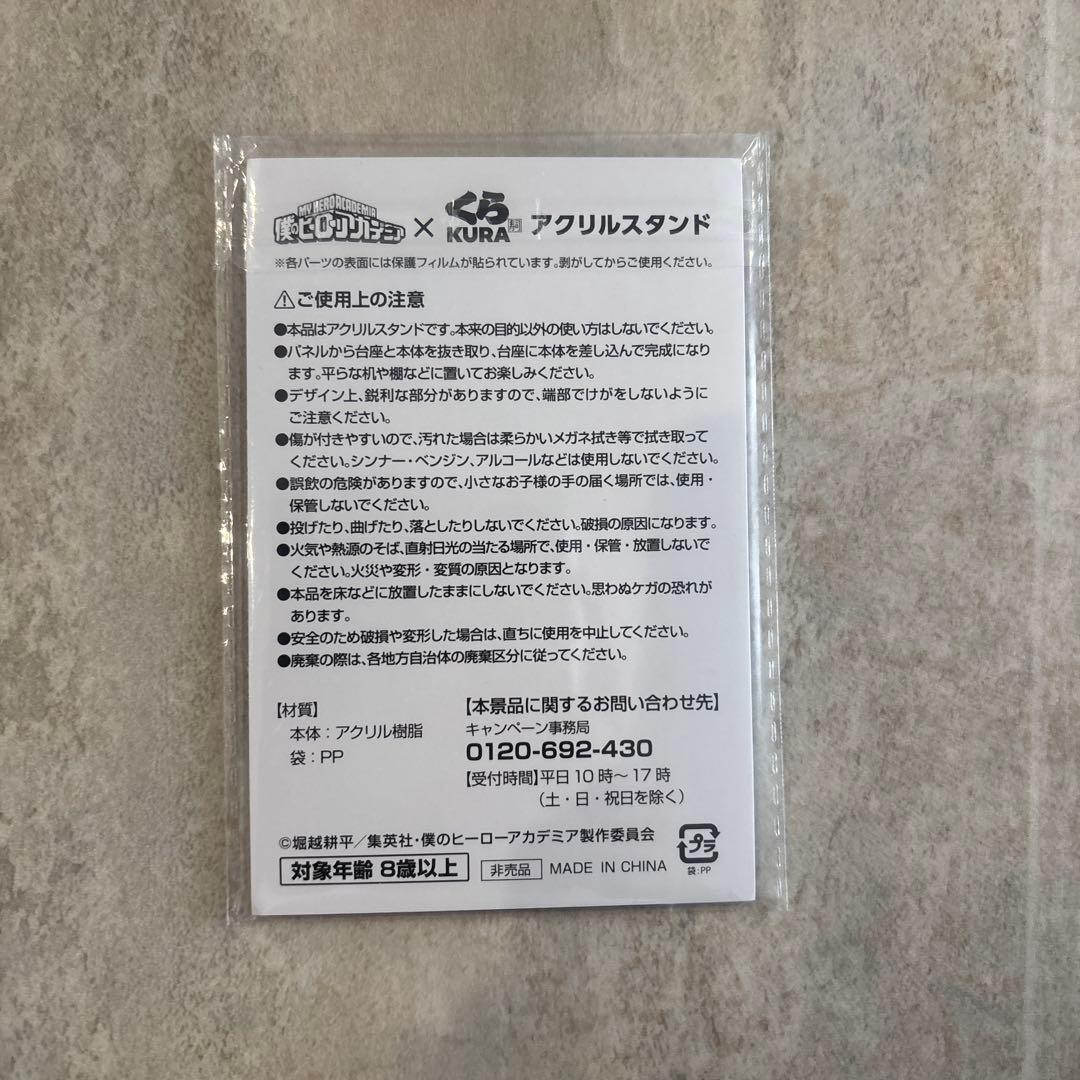 MY HERO ACADEMIA
僕のヒーローアカデミア × くら KURA アクリルスタンド
※各パーツの表面には保護フィルムが貼られています。剥がしてからご使用ください。
⚠ご使用上の注意
●本品はアクリルスタンドです。本来の目的以外の使い方はしないでください。
●パネルから台座と本体を抜き取り、台座に本体を差し込んで完成になり
ます。平らな机や棚などに置いてお楽しみください。
●デザイン上、鋭利な部分がありますので、端部でけがをしないように
ご注意ください。
●傷が付きやすいので、汚れた場合は柔らかいメガネ拭き等で拭き取って
ください。シンナー・ベンジン、アルコールなどは使用しないでください。
●誤飲の危険がありますので、小さなお子様の手の届く場所では、使用・
保管しないでください。
●投げたり、曲げたり、落としたりしないでください。破損の原因になります。
●火気や熱源のそば、直射日光の当たる場所で、使用・保管・放置しないで
ください。火災や変形・変質の原因となります。
●本品を床などに放置したままにしないでください。思わぬケガの恐れが
あります。
●安全のため破損や変形した場合は、直ちに使用を中止してください。
●廃棄の際は、各地方自治体の廃棄区分に従ってください。
【材質】
本体：アクリル樹脂
袋：PP
【本景品に関するお問い合わせ先】
キャンペーン事務局
0120-692-430
【受付時間】平日10時～17時
（土・日・祝日を除く）
©堀越耕平／集英社・僕のヒーローアカデミア製作委員会
対象年齢 8歳以上
非売品 MADE IN CHINA
プラ
袋:PP